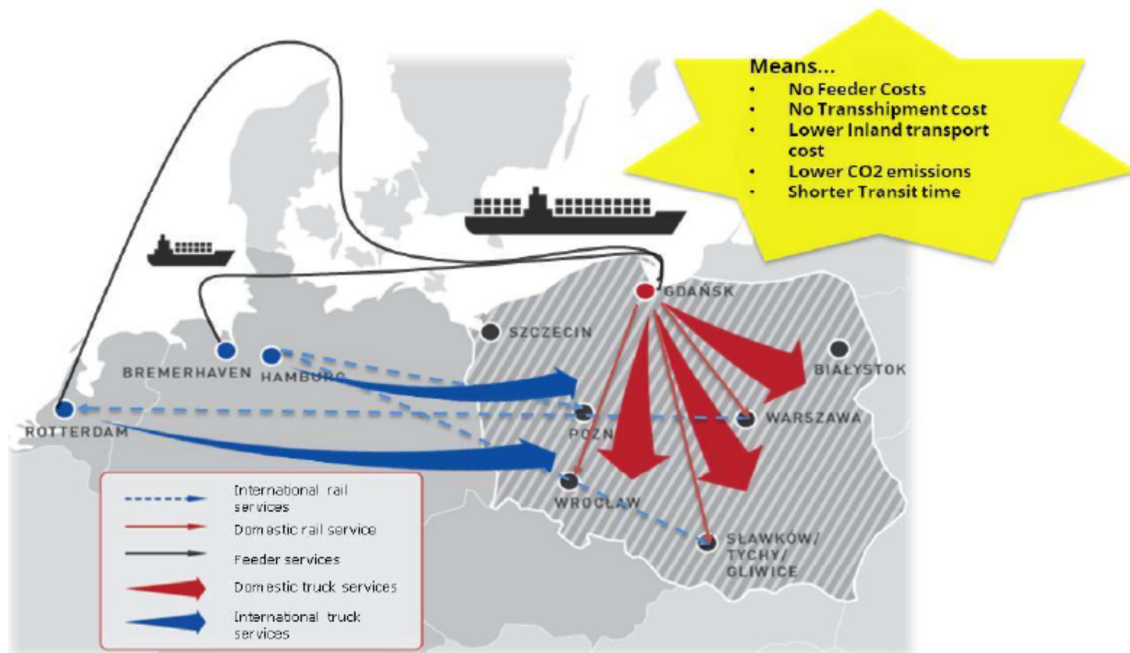 Means...
• No Feeder Costs
• No Transshipment cost
• Lower Inland transport
cost
• Lower CO2 emissions
• Shorter Transit time
GDAŃSK
SZCZECIN
BREMERHAVEN
HAMBURG
BIAŁYSTOK
ROTTERDAM
POZN
WARSZAWA
WROCŁAW
SŁAWKÓW/
TYCHY/
GLIWICE
International rail
services
Domestic rail service
Feeder services
Domestic truck services
International truck
services